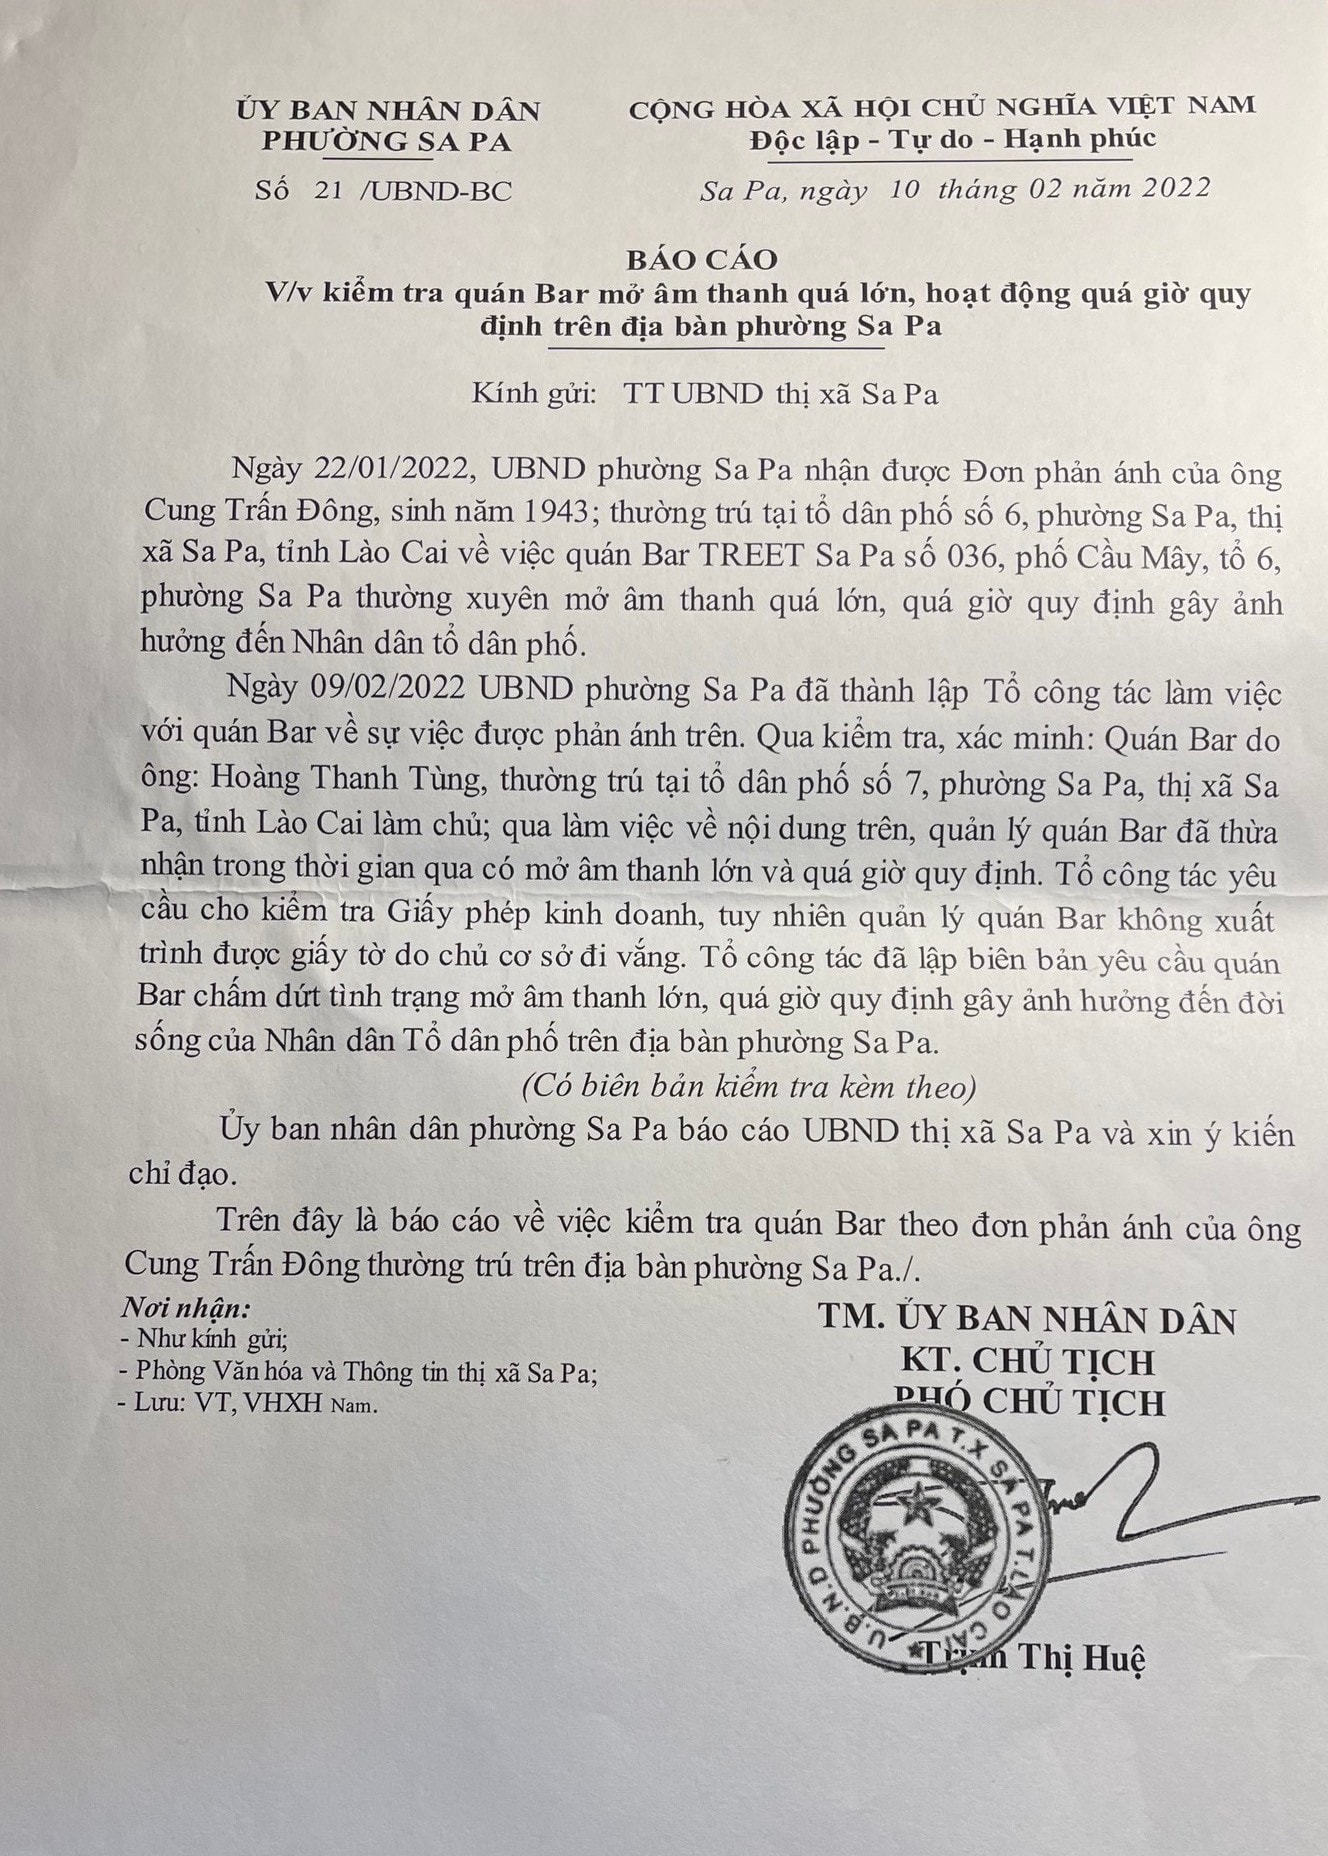 ỦY BAN NHÂN DÂN
PHƯỜNG SA PA
Số 21 /UBND-BC
CỘNG HÒA XÃ HỘI CHỦ NGHĨA VIỆT NAM
Độc lập - Tự do - Hạnh phúc
Sa Pa, ngày 10 tháng 02 năm 2022
BÁO CÁO
V/v kiểm tra quán Bar mở âm thanh quá lớn, hoạt động quá giờ quy
định trên địa bàn phường Sa Pa
Kính gửi: TT UBND thị xã Sa Pa
Ngày 22/01/2022, UBND phường Sa Pa nhận được Đơn phản ánh của ông
Cung Trấn Đông, sinh năm 1943; thường trú tại tổ dân phố số 6, phường Sa Pa, thị
xã Sa Pa, tỉnh Lào Cai về việc quán Bar TREET Sa Pa số 036, phố Cầu Mây, tổ 6,
phường Sa Pa thường xuyên mở âm thanh quá lớn, quá giờ quy định gây ảnh
hưởng đến Nhân dân tổ dân phố.
Ngày 09/02/2022 UBND phường Sa Pa đã thành lập Tổ công tác làm việc
với quán Bar về sự việc được phản ánh trên. Qua kiểm tra, xác minh: Quán Bar do
ông: Hoàng Thanh Tùng, thường trú tại tổ dân phố số 7, phường Sa Pa, thị xã Sa
Pa, tỉnh Lào Cai làm chủ; qua làm việc về nội dung trên, quản lý quán Bar đã thừa
nhận trong thời gian qua có mở âm thanh lớn và quá giờ quy định. Tổ công tác yêu
cầu cho kiểm tra Giấy phép kinh doanh, tuy nhiên quản lý quán Bar không xuất
trình được giấy tờ do chủ cơ sở đi vắng. Tổ công tác đã lập biên bản yêu cầu quán
Bar chấm dứt tình trạng mở âm thanh lớn, quá giờ quy định gây ảnh hưởng đến đời
sống của Nhân dân Tổ dân phố trên địa bàn phường Sa Pa.
(Có biên bản kiểm tra kèm theo)
Ủy ban nhân dân phường Sa Pa báo cáo UBND thị xã Sa Pa và xin ý kiến
chỉ đạo.
Trên đây là báo cáo về việc kiểm tra quán Bar theo đơn phản ánh của ông
Cung Trấn Đông thường trú trên địa bàn phường Sa Pa./.
Nơi nhận:
- Như kính gửi;
- Phòng Văn hóa và Thông tin thị xã Sa Pa;
- Lưu: VT, VHXH Nam.
TM. ỦY BAN NHÂN DÂN
KT. CHỦ TỊCH
PHÓ CHỦ TỊCH
U.B.N.D PHƯỜNG SA PA T.X SA PA T.LÀO CAI
Trịnh Thị Huệ